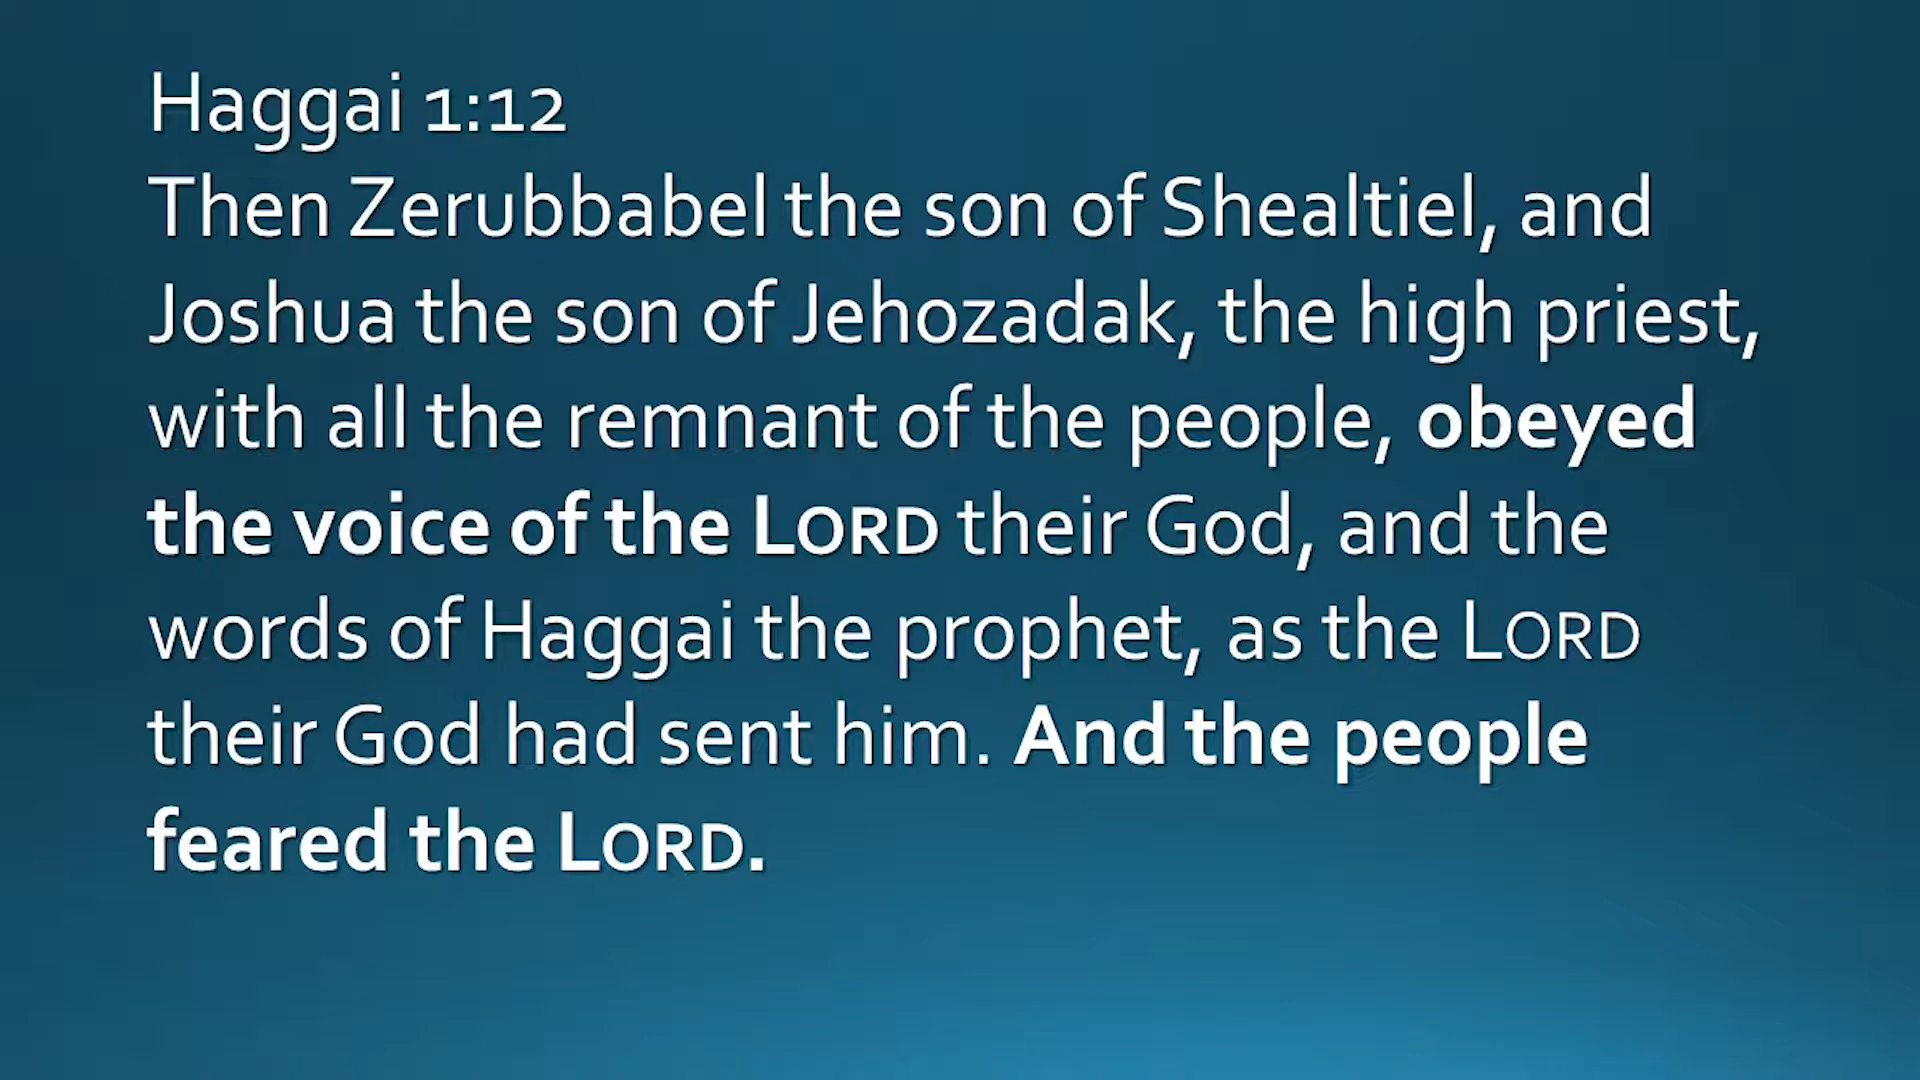 Haggai 1:12
Then Zerubbabel the son of Shealtiel, and
Joshua the son of Jehozadak, the high priest,
with all the remnant of the people, obeyed
the voice of the LORD their God, and the
words of Haggai the prophet, as the LORD
their God had sent him. And the people
feared the LORD.